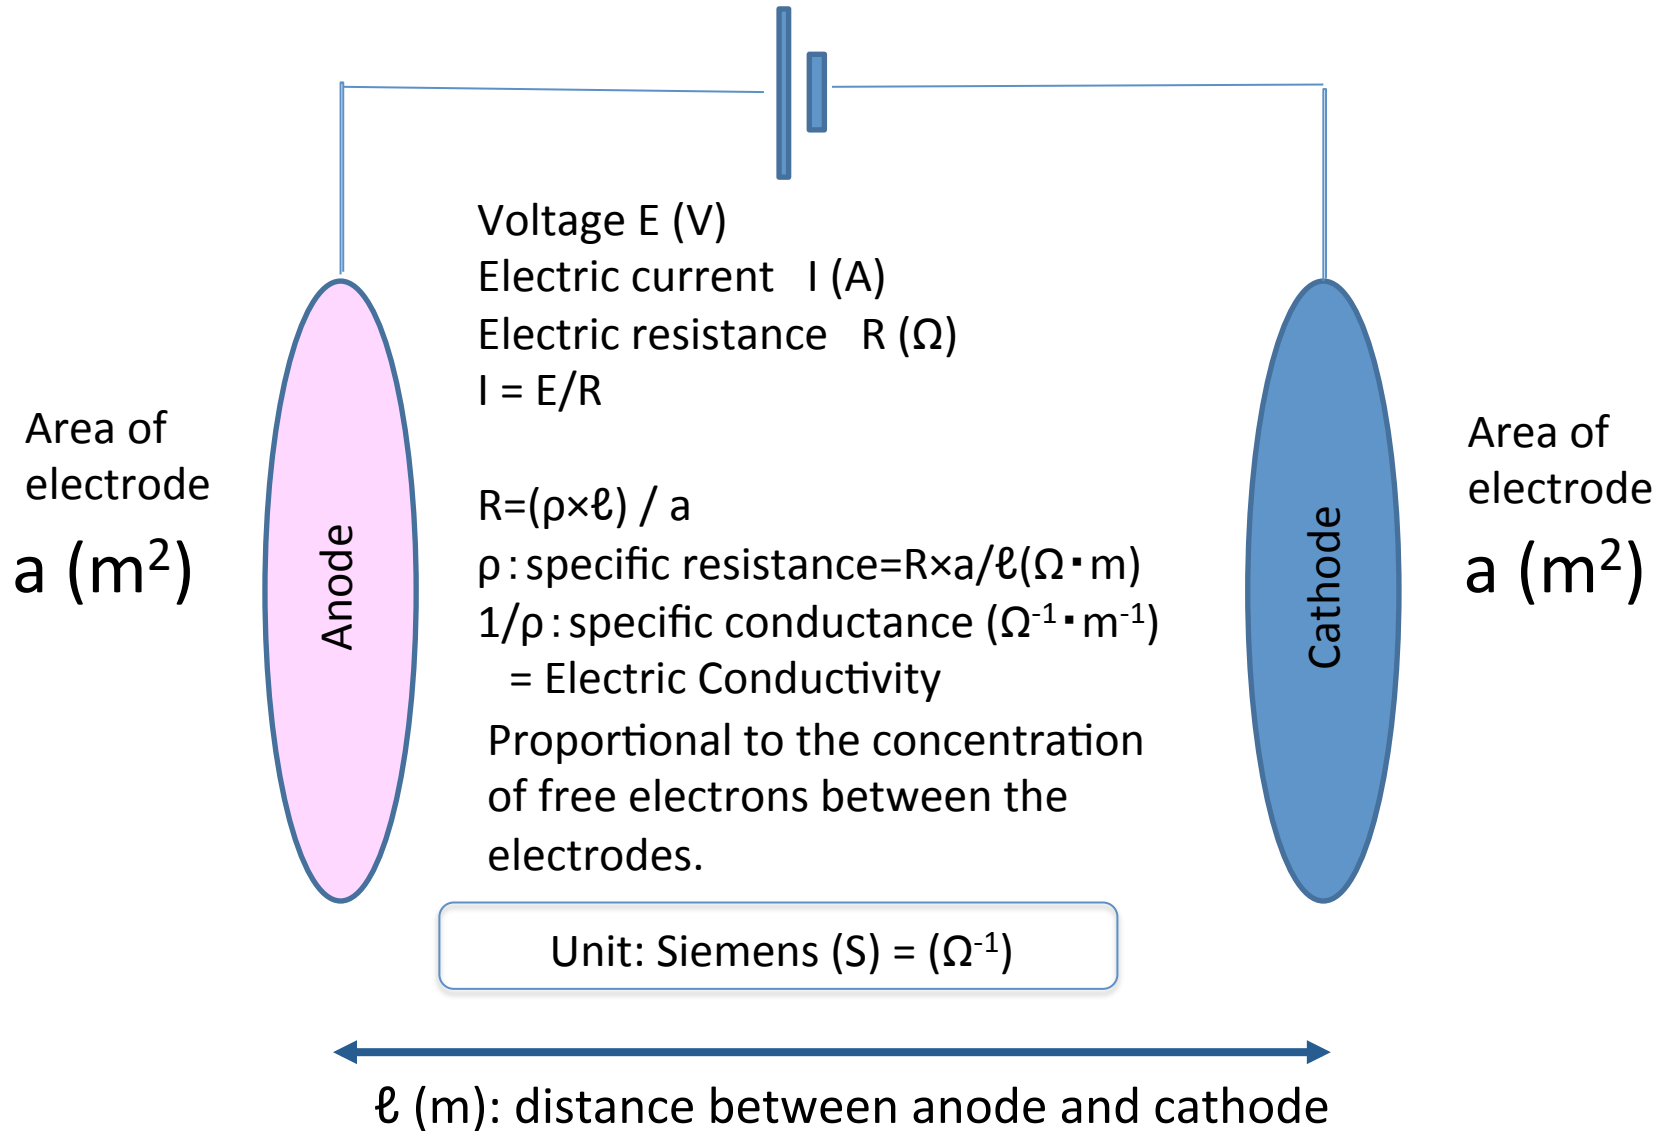 Voltage E (V)
Electric current I (A)
Electric resistance R (Ω)
I = E/R
Area of
electrode
a (m²)
Anode
R=(ρ×ℓ) / a
ρ:specific resistance=R×a/ℓ(Ω・m)
1/ρ:specific conductance (Ω⁻¹・m⁻¹)
= Electric Conductivity
Proportional to the concentration
of free electrons between the
electrodes.
Cathode
Area of
electrode
a (m²)
Unit: Siemens (S) = (Ω⁻¹)
ℓ (m): distance between anode and cathode